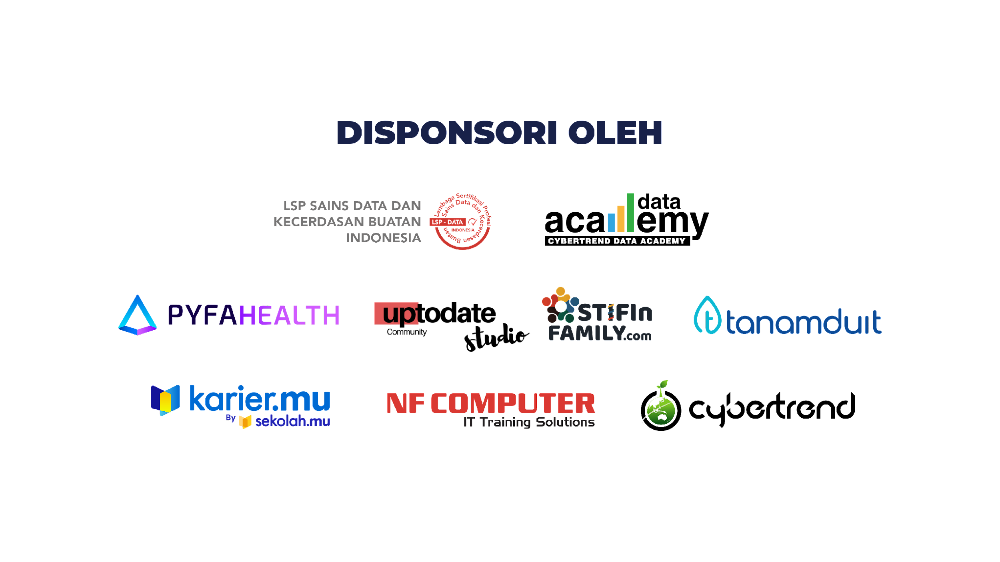 DISPONSORI OLEH
LSP SAINS DATA DAN
KECERDASAN BUATAN
INDONESIA
Lembaga Sertifikasi Profesi
Sains Data dan Kecerdasan Buatan
LSP - DATA
INDONESIA
data
academy
CYBERTREND DATA ACADEMY
PYFAHEALTH
uptodate
Community
studio
STIFIn
FAMILY.com
t tanamduit
karier.mu
By sekolah.mu
NF COMPUTER
IT Training Solutions
cybertrend